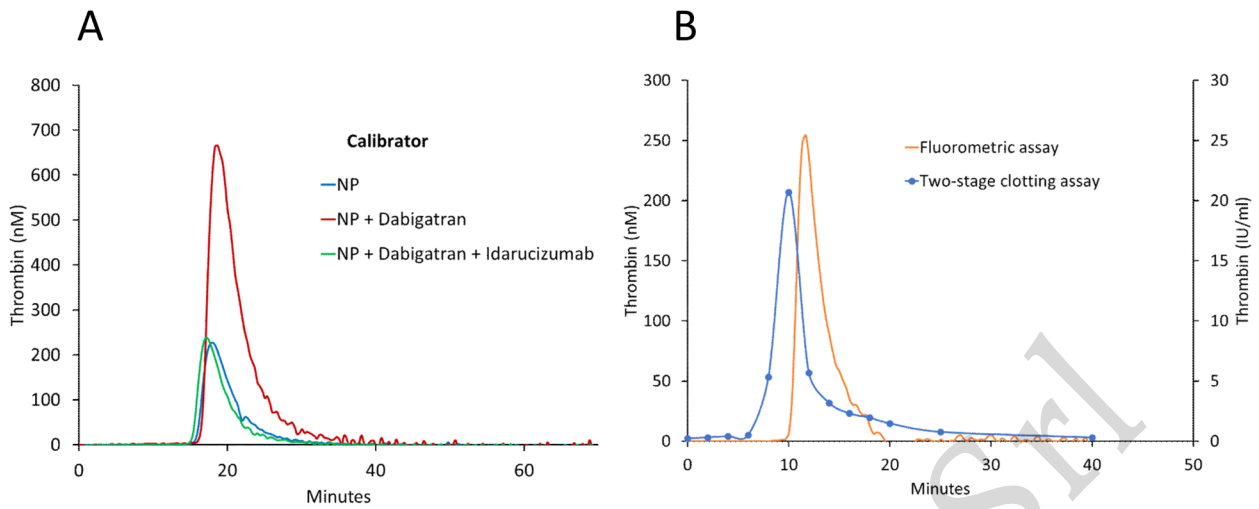 A
800
700
600
500
400
300
200
100
0
Thrombin (nM)
0 20 40 60
Minutes
Calibrator
NP
NP + Dabigatran
NP + Dabigatran + Idarucizumab
B
300
250
200
150
100
50
0
Thrombin (nM)
0 10 20 30 40 50
Minutes
Fluorometric assay
Two-stage clotting assay
30
25
20
15
10
5
0
Thrombin (IU/ml)
Srl